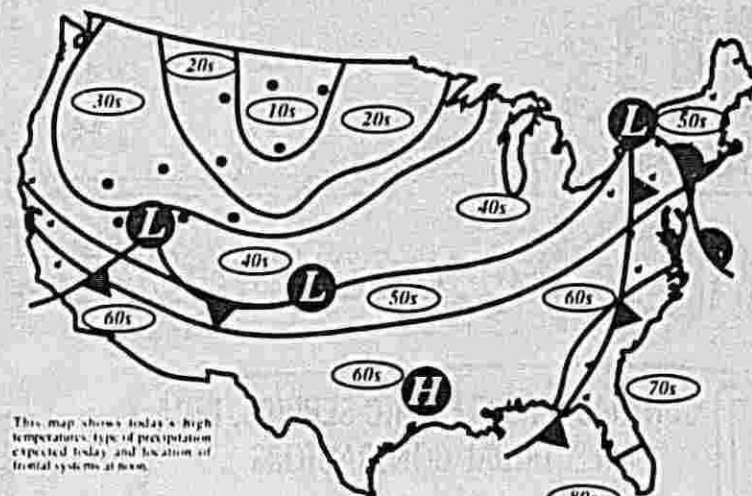 20s
30s
10s
20s
L
50s
40s
L
40s
L
50s
60s
60s
60s
H
70s
80s
This map shows today's high
temperatures, type of precipitation
expected today and location of
frontal systems at noon.